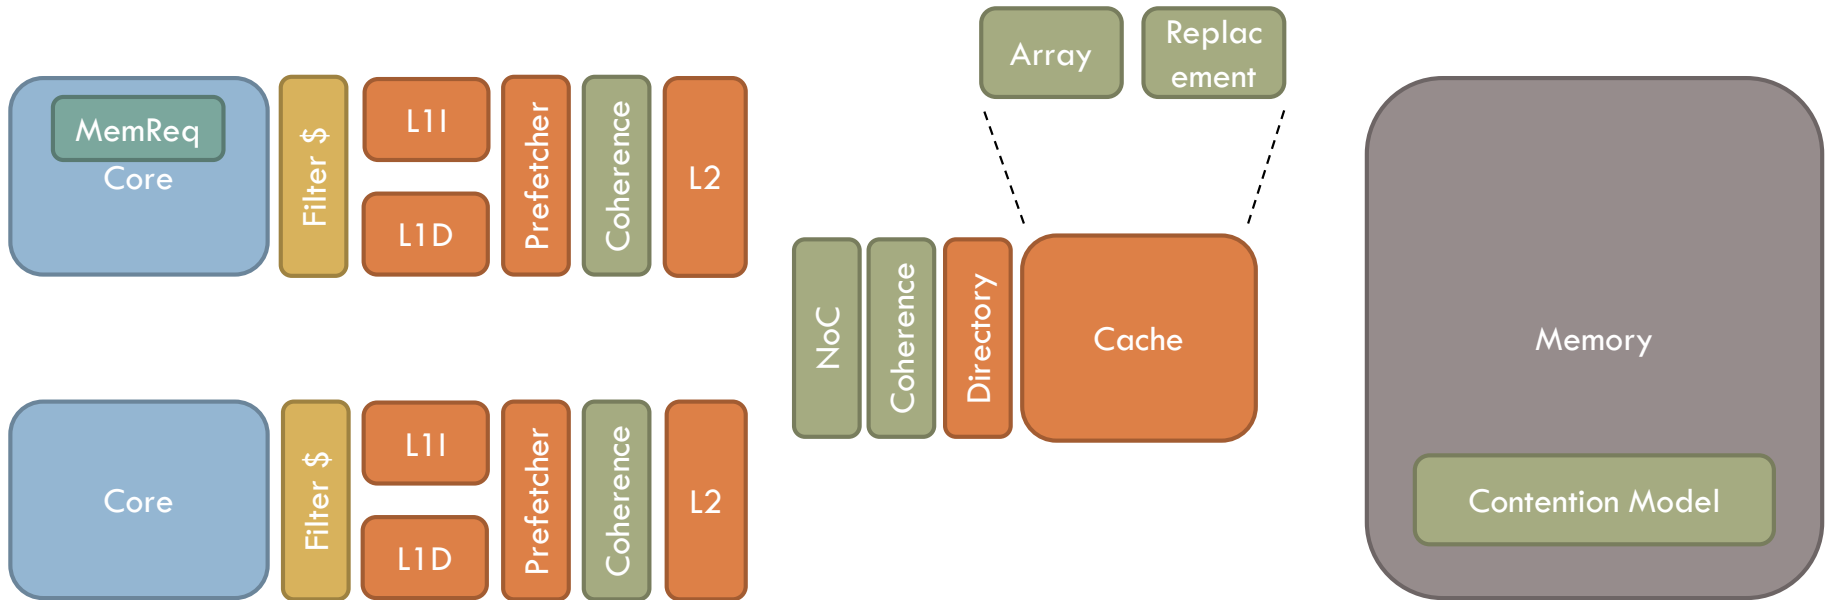 MemReq
Core
Filter $
L1I
L1D
Prefetcher
Coherence
L2
Core
Filter $
L1I
L1D
Prefetcher
Coherence
L2
Array
Replac
ement
NoC
Coherence
Directory
Cache
Memory
Contention Model